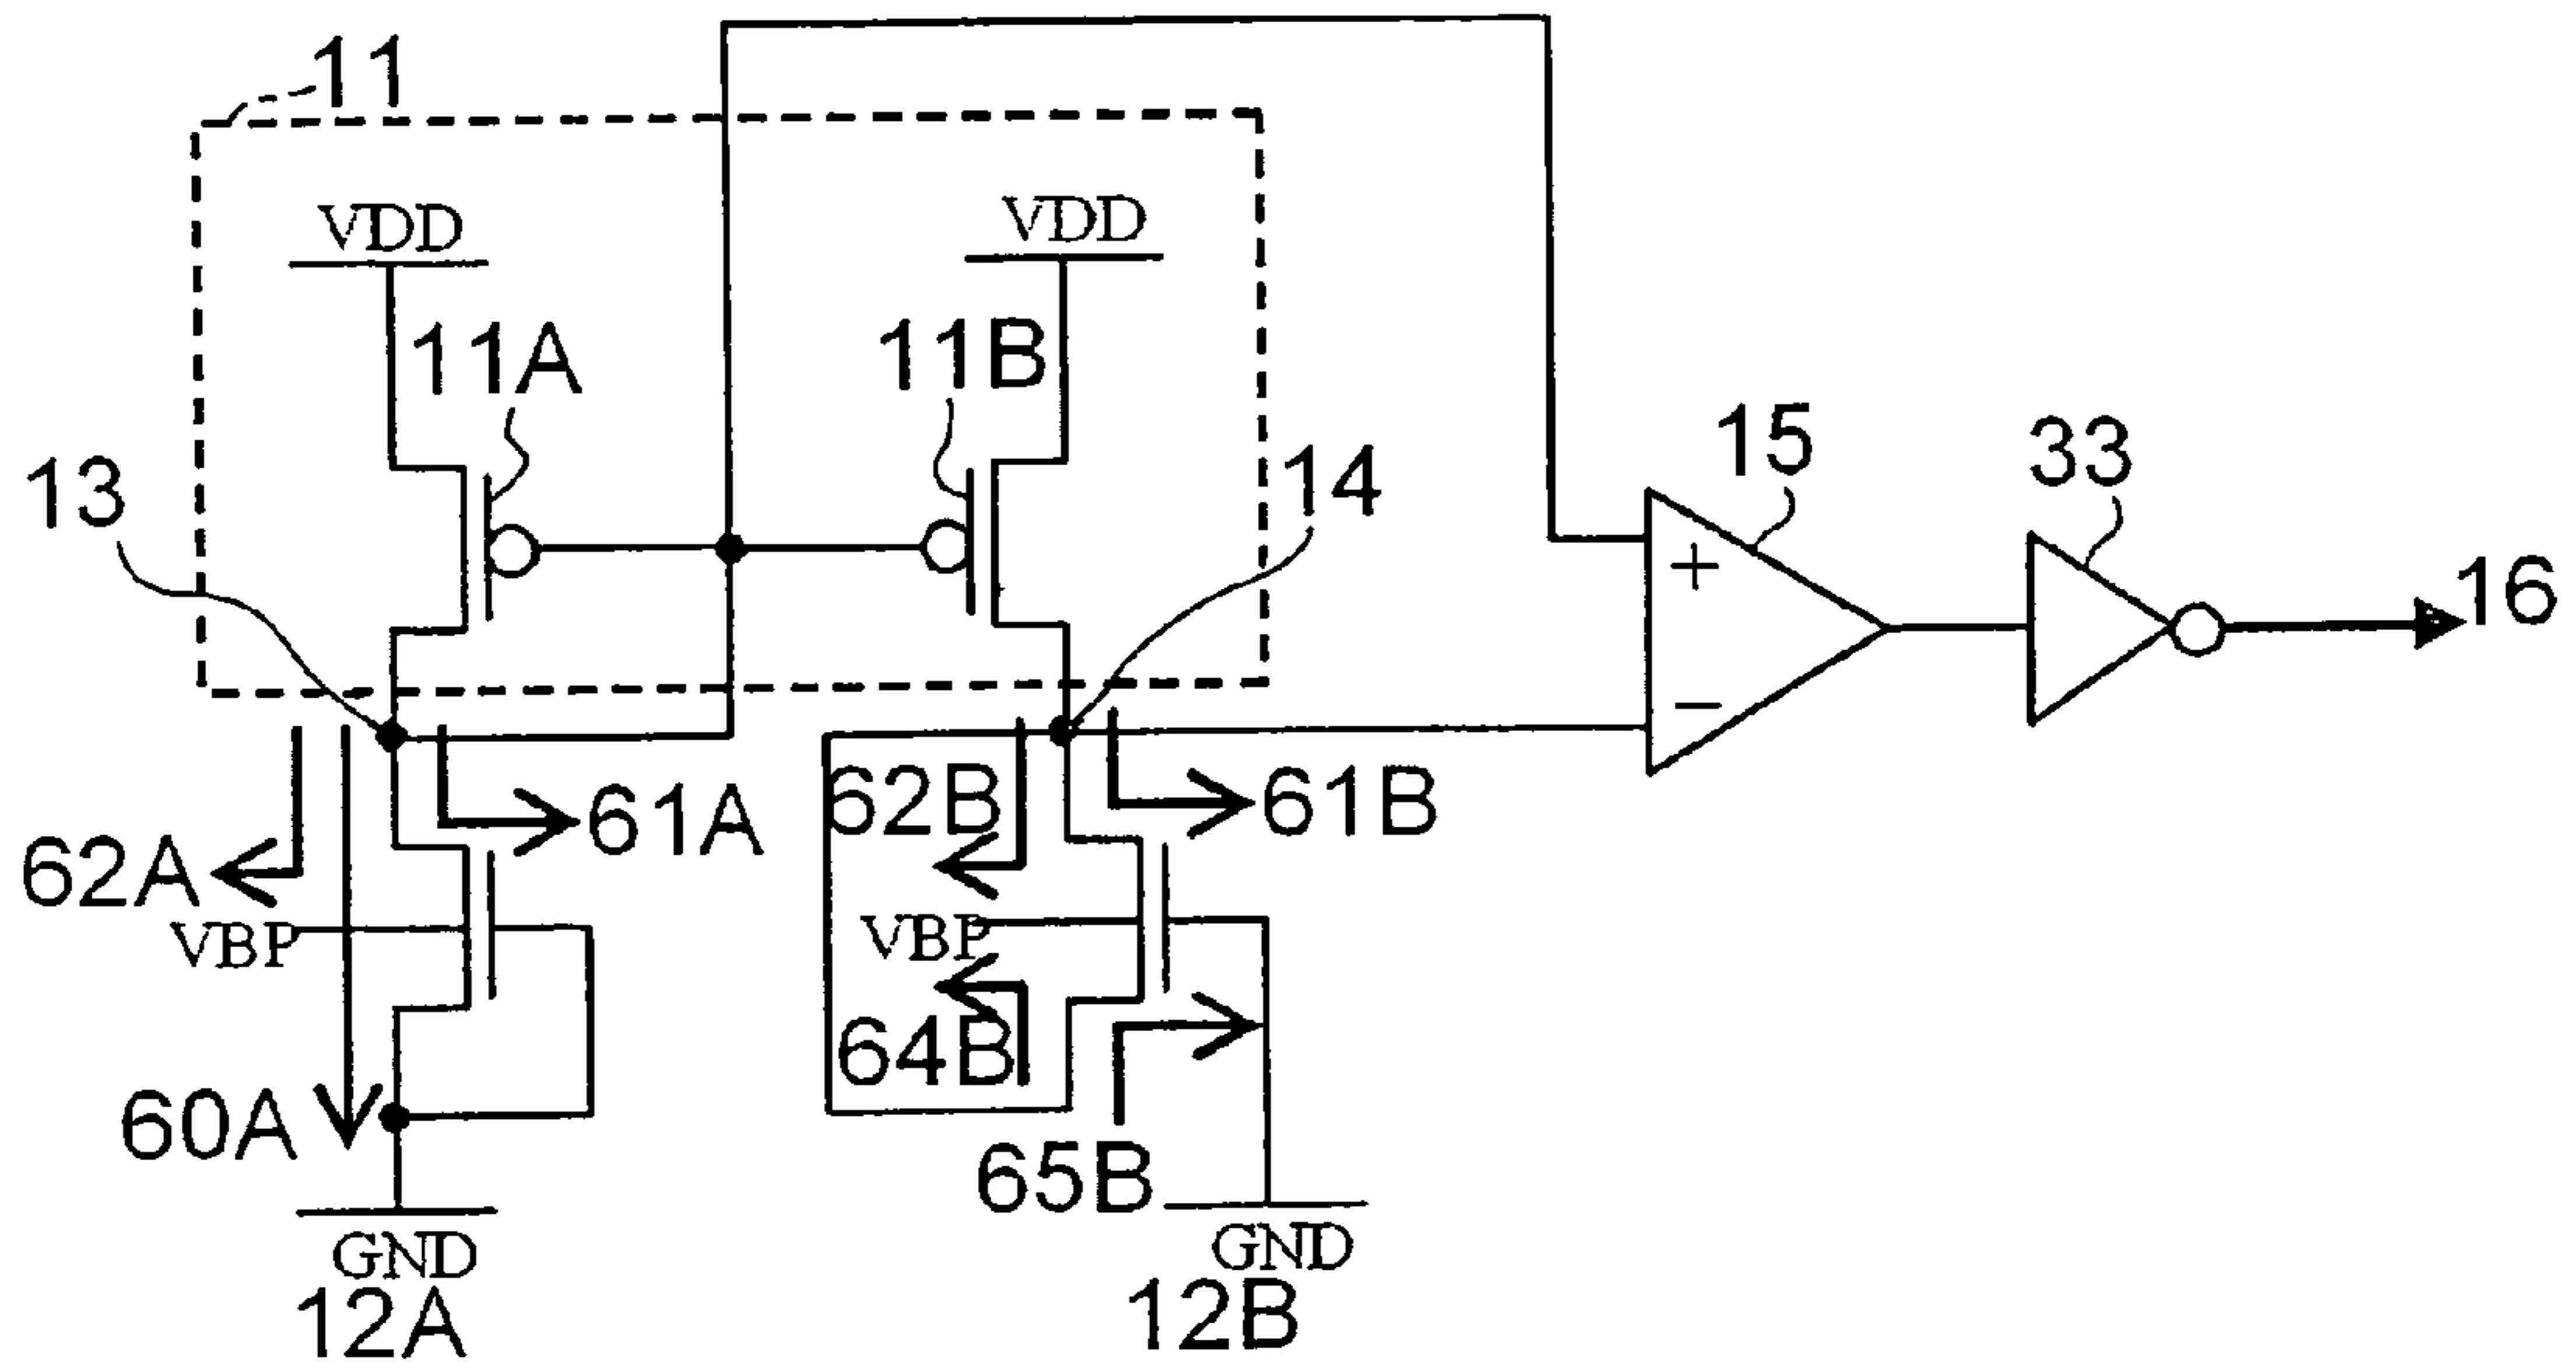 11
VDD
VDD
11A
11B
13
14
15
33
16
+
−
62A
61A
62B
61B
VBP
VBP
64B
60A
65B
GND
GND
12A
12B